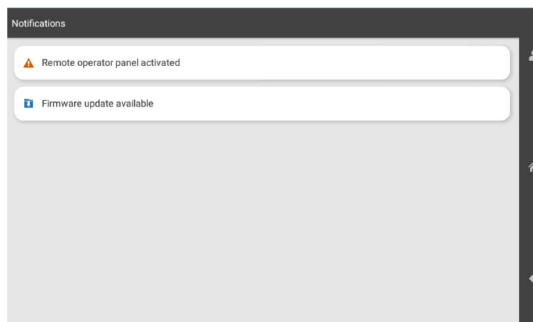 Notifications
Remote operator panel activated
Firmware update available